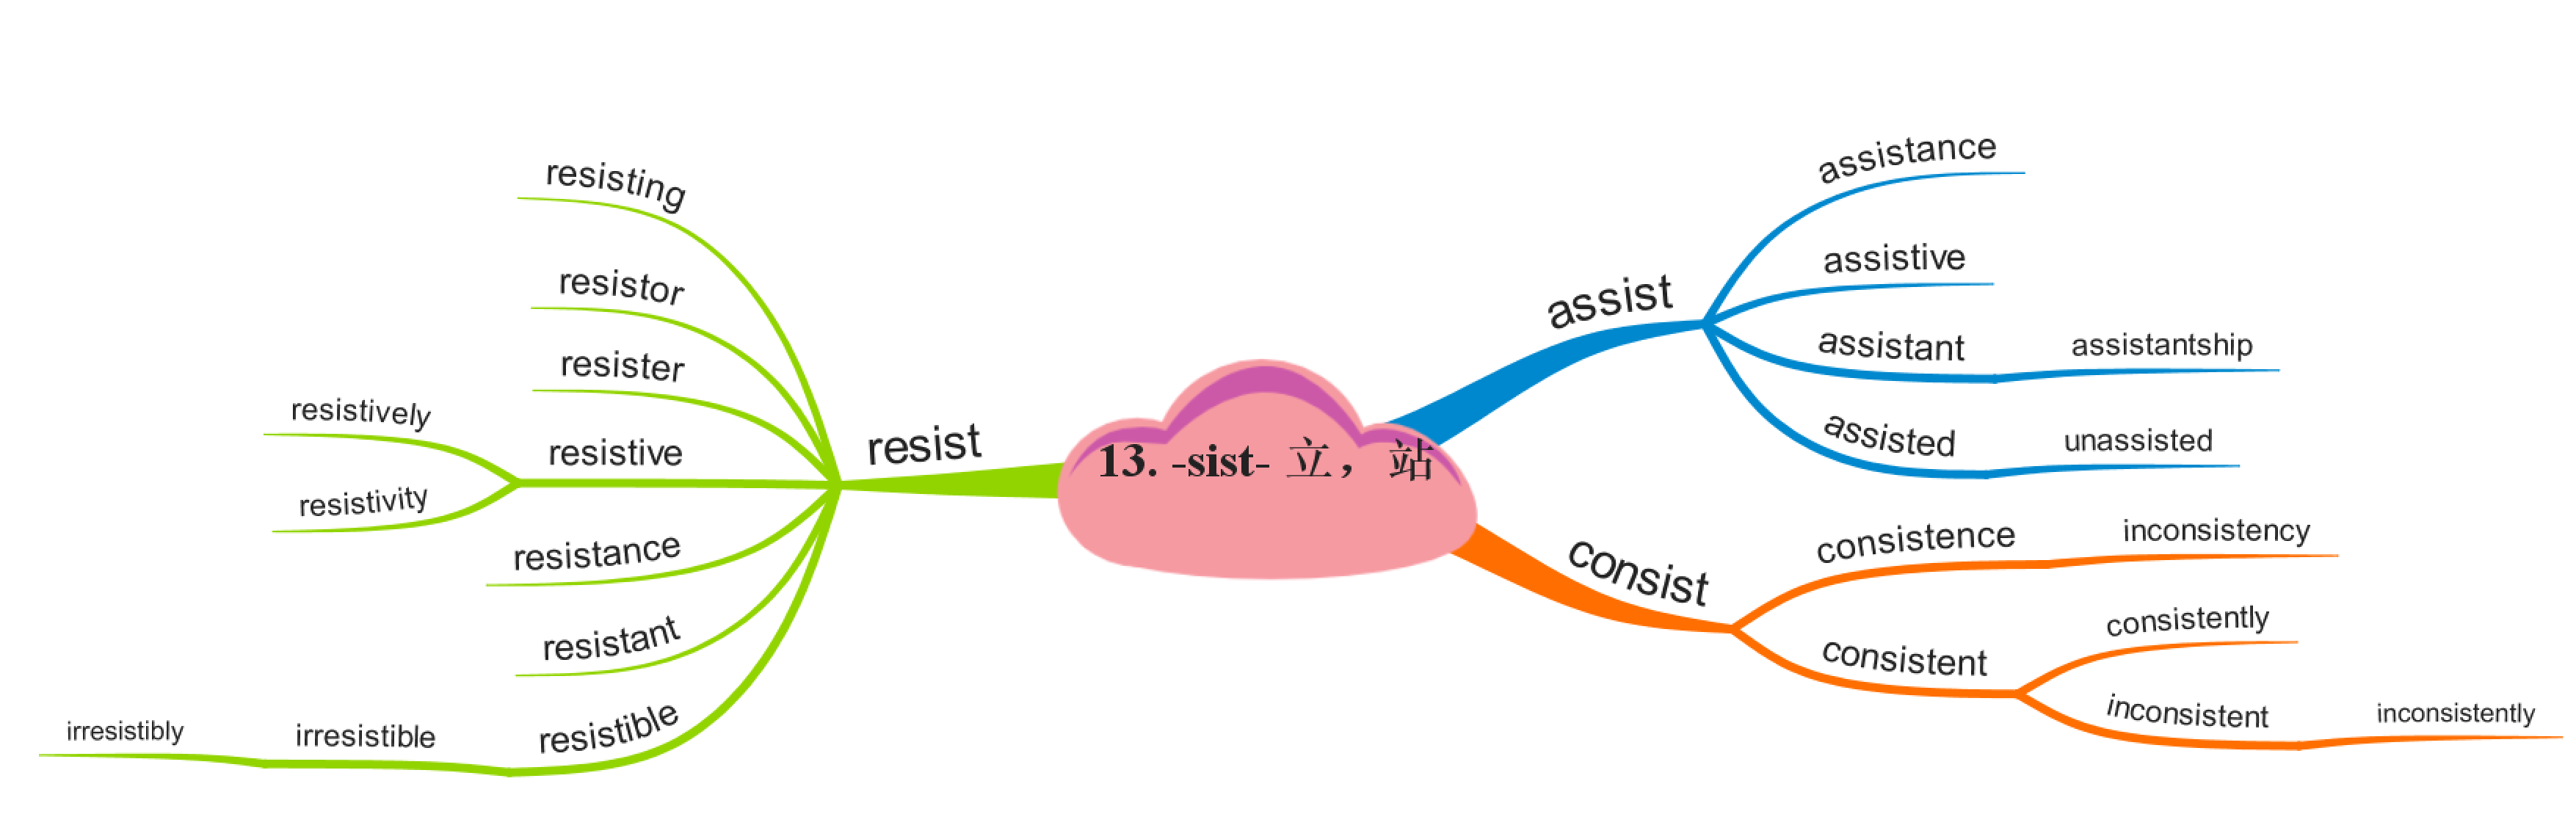 13. -sist- 立，站
assist
assistance
assistive
assistant
assistantship
assisted
unassisted
consist
consistence
inconsistency
consistent
consistently
inconsistent
inconsistently
resist
resisting
resistor
resister
resistive
resistively
resistivity
resistance
resistant
resistible
irresistible
irresistibly